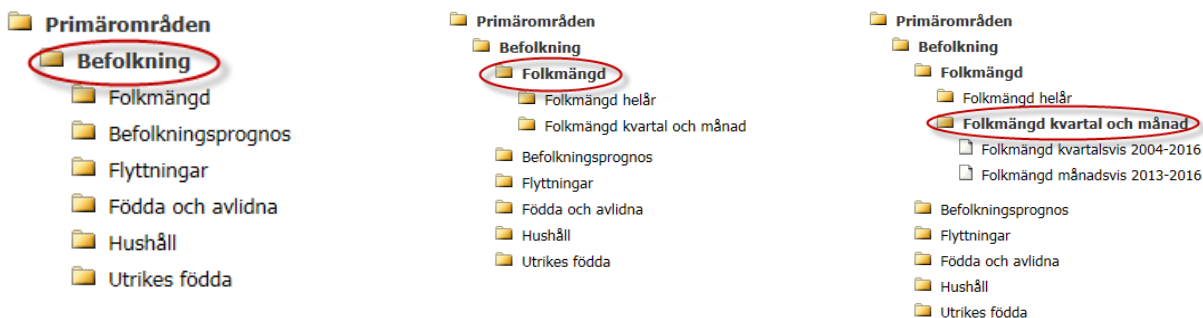 Primärområden
Befolkning
Folkmängd
Befolkningsprognos
Flyttningar
Födda och avlidna
Hushåll
Utrikes födda
Primärområden
Befolkning
Folkmängd
Folkmängd helår
Folkmängd kvartal och månad
Befolkningsprognos
Flyttningar
Födda och avlidna
Hushåll
Utrikes födda
Primärområden
Befolkning
Folkmängd
Folkmängd helår
Folkmängd kvartal och månad
Folkmängd kvartalsvis 2004-2016
Folkmängd månadsvis 2013-2016
Befolkningsprognos
Flyttningar
Födda och avlidna
Hushåll
Utrikes födda